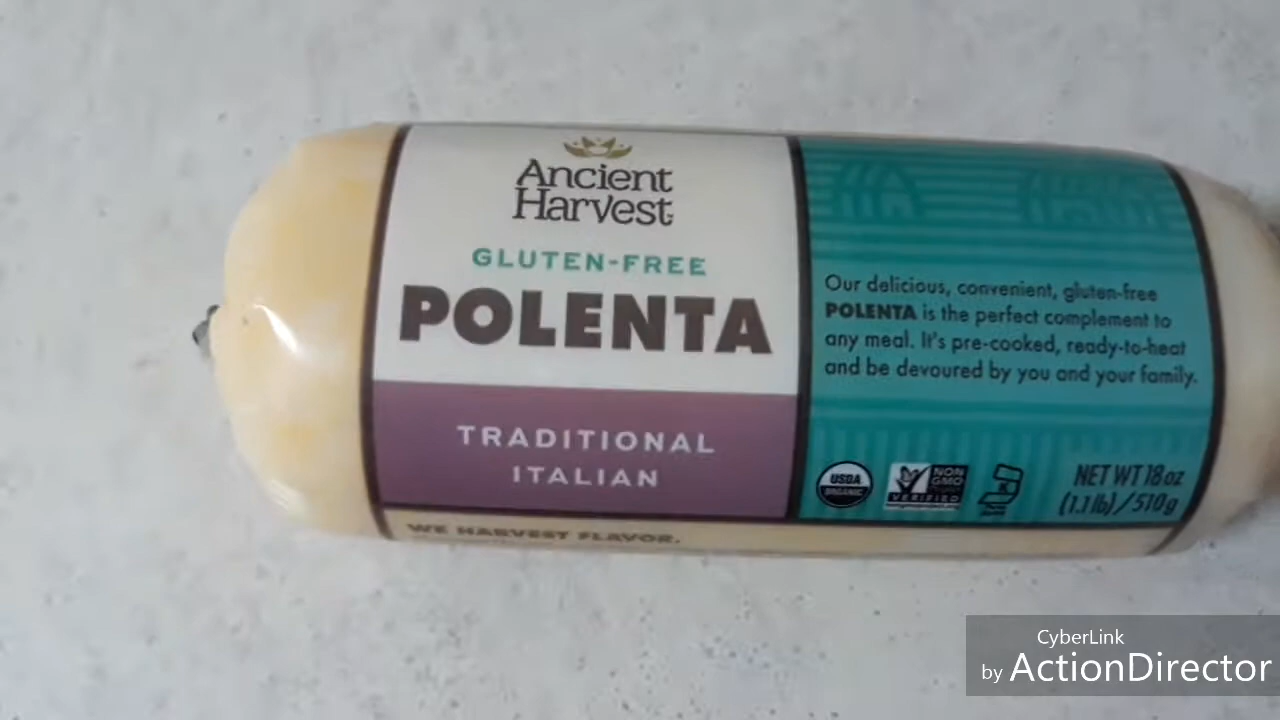 Ancient
Harvest
GLUTEN-FREE
POLENTA
TRADITIONAL
ITALIAN
WE HARVEST FLAVOR.
Our delicious, convenient, gluten-free
POLENTA is the perfect complement to
any meal. It's pre-cooked, ready-to-heat
and be devoured by you and your family.
USDA
ORGANIC
NON
GMO
VERIFIED
NET WT 18 oz
(1.1 lb) / 510g
CyberLink
by ActionDirector